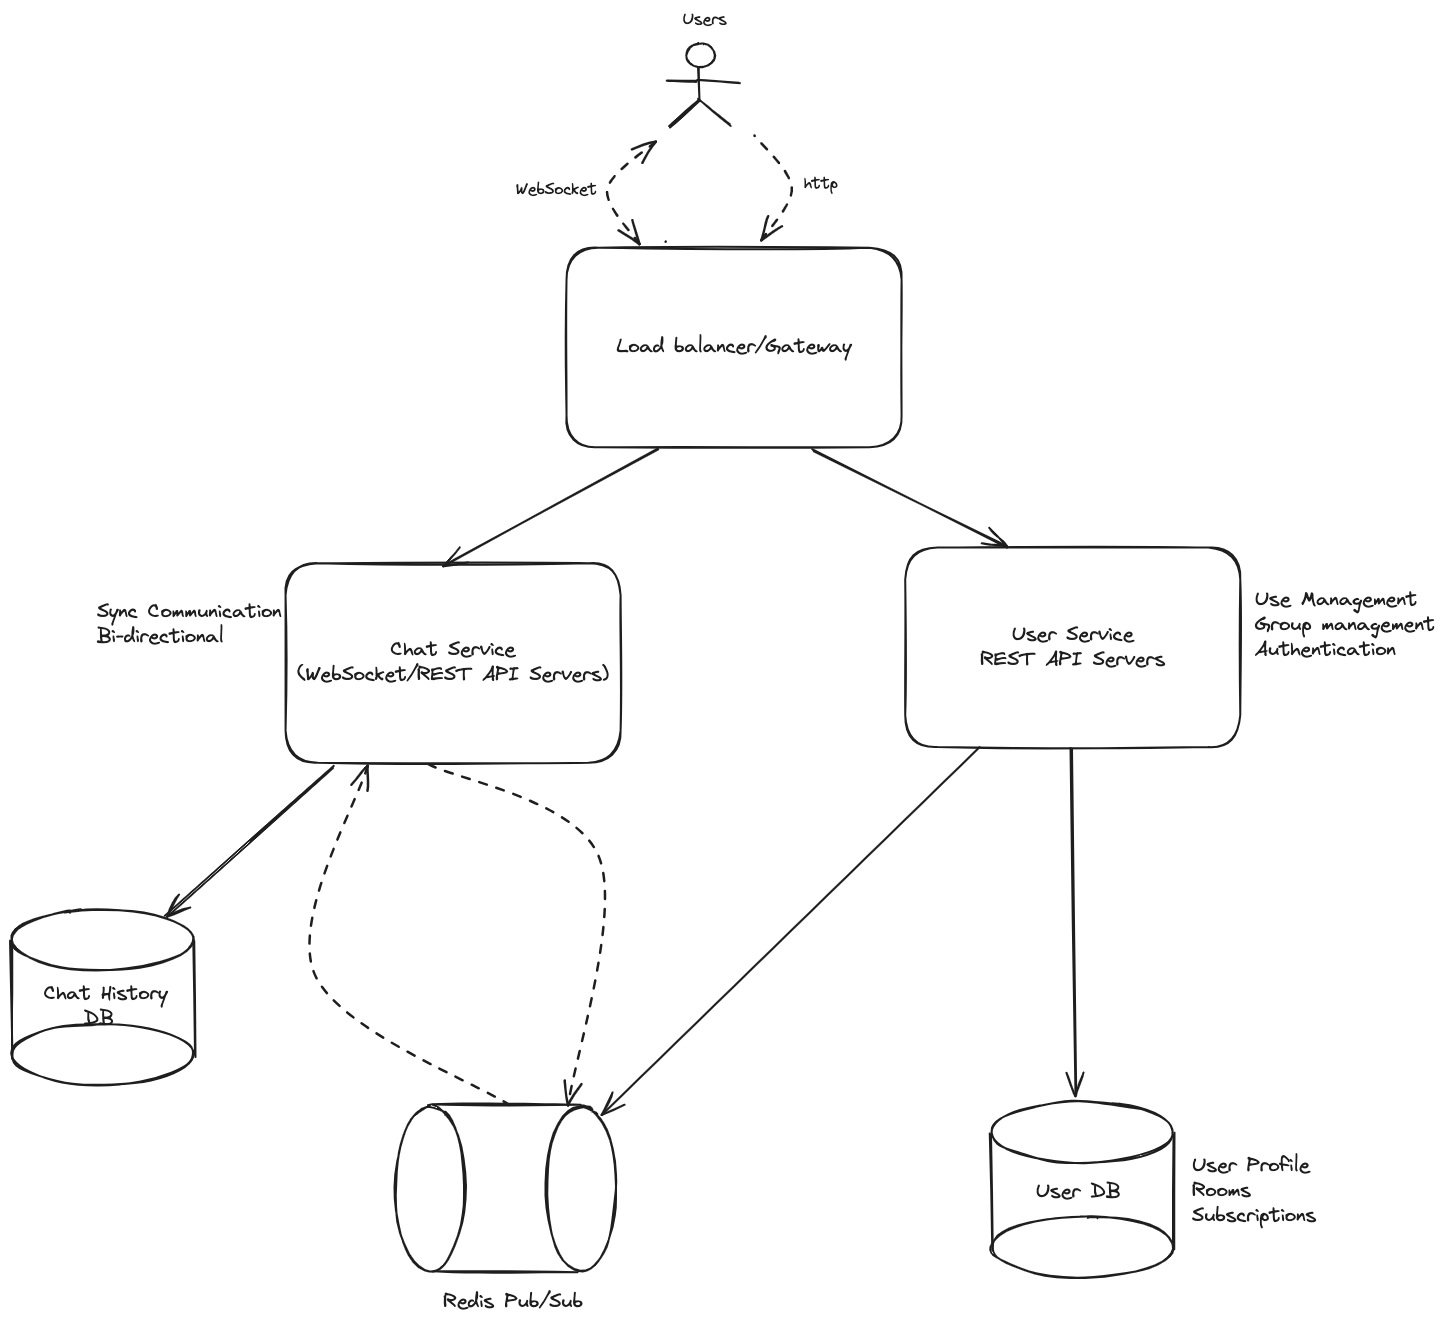 Users
WebSocket
http
Load balancer/Gateway
Sync Communication
Bi-directional
Chat Service
(WebSocket/REST API Servers)
User Service
REST API Servers
Use Management
Group management
Authentication
Chat History
DB
User DB
User Profile
Rooms
Subscriptions
Redis Pub/Sub